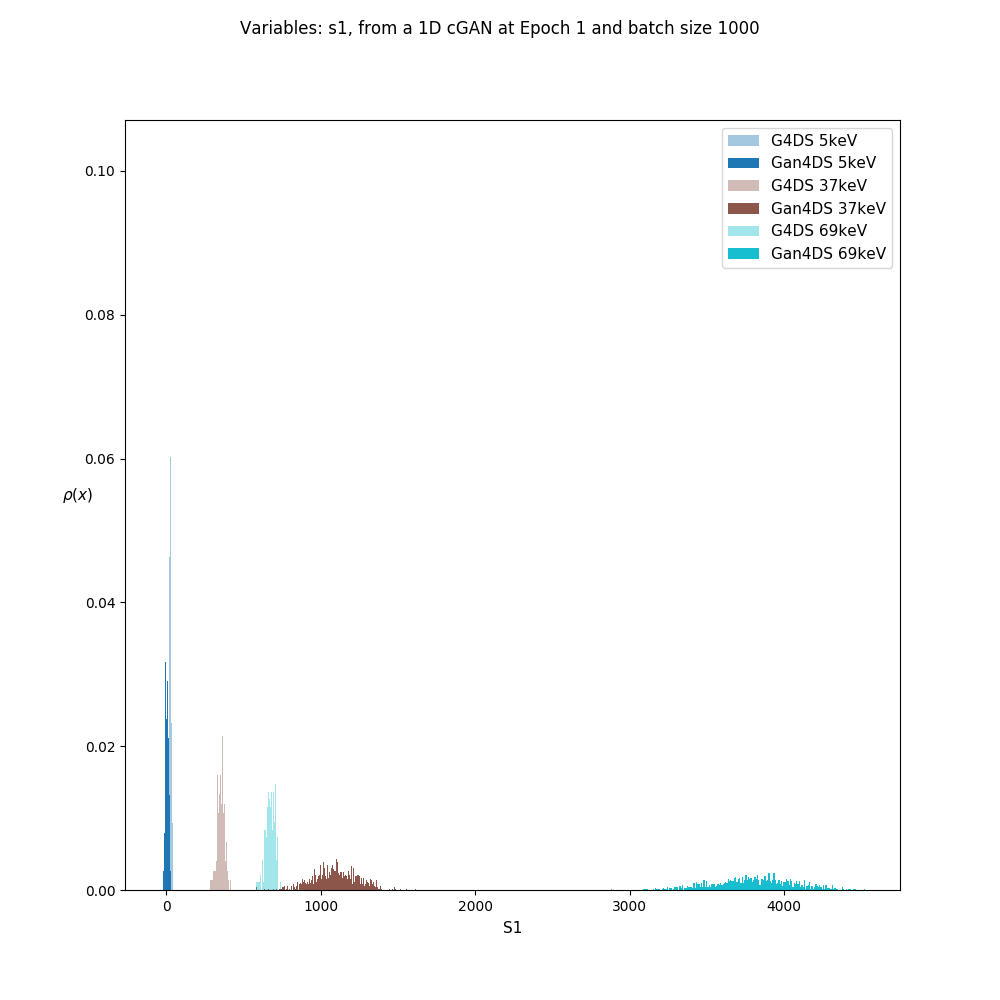 Variables: s1, from a 1D cGAN at Epoch 1 and batch size 1000
G4DS 5keV
Gan4DS 5keV
G4DS 37keV
Gan4DS 37keV
G4DS 69keV
Gan4DS 69keV
0.10
0.08
0.06
ρ(x)
0.04
0.02
0.00
0 1000 2000 3000 4000
S1